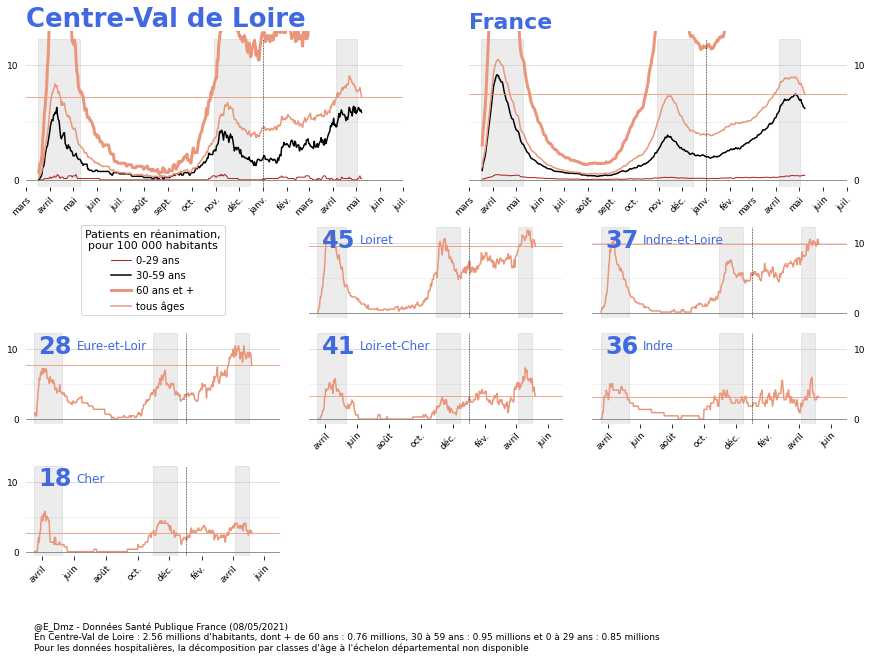 Centre-Val de Loire
France
10
0
mars avril mai juin juil. août sept. oct. nov. déc. janv. fév. mars avril mai juin juil.
10
0
mars avril mai juin juil. août sept. oct. nov. déc. janv. fév. mars avril mai juin juil.
Patients en réanimation,
pour 100 000 habitants
0-29 ans
30-59 ans
60 ans et +
tous âges
45 Loiret
37 Indre-et-Loire
10
0
28 Eure-et-Loir
10
0
41 Loir-et-Cher
avril juin août oct. déc. fév. avril juin
36 Indre
10
0
avril juin août oct. déc. fév. avril juin
18 Cher
10
0
avril juin août oct. déc. fév. avril juin
@E_Dmz - Données Santé Publique France (08/05/2021)
En Centre-Val de Loire : 2.56 millions d'habitants, dont + de 60 ans : 0.76 millions, 30 à 59 ans : 0.95 millions et 0 à 29 ans : 0.85 millions
Pour les données hospitalières, la décomposition par classes d'âge à l'échelon départemental non disponible